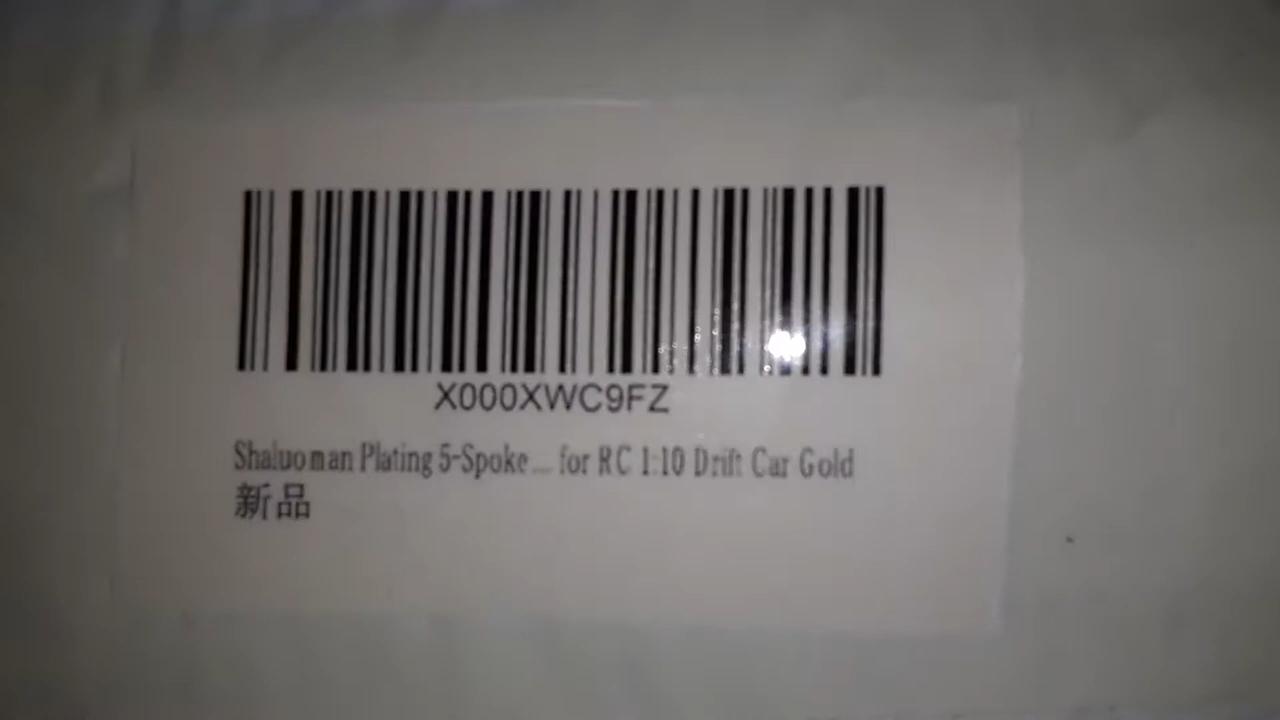 X000XWC9FZ
Shaluoman Plating 5-Spoke ... for RC 1:10 Drift Car Gold
新品